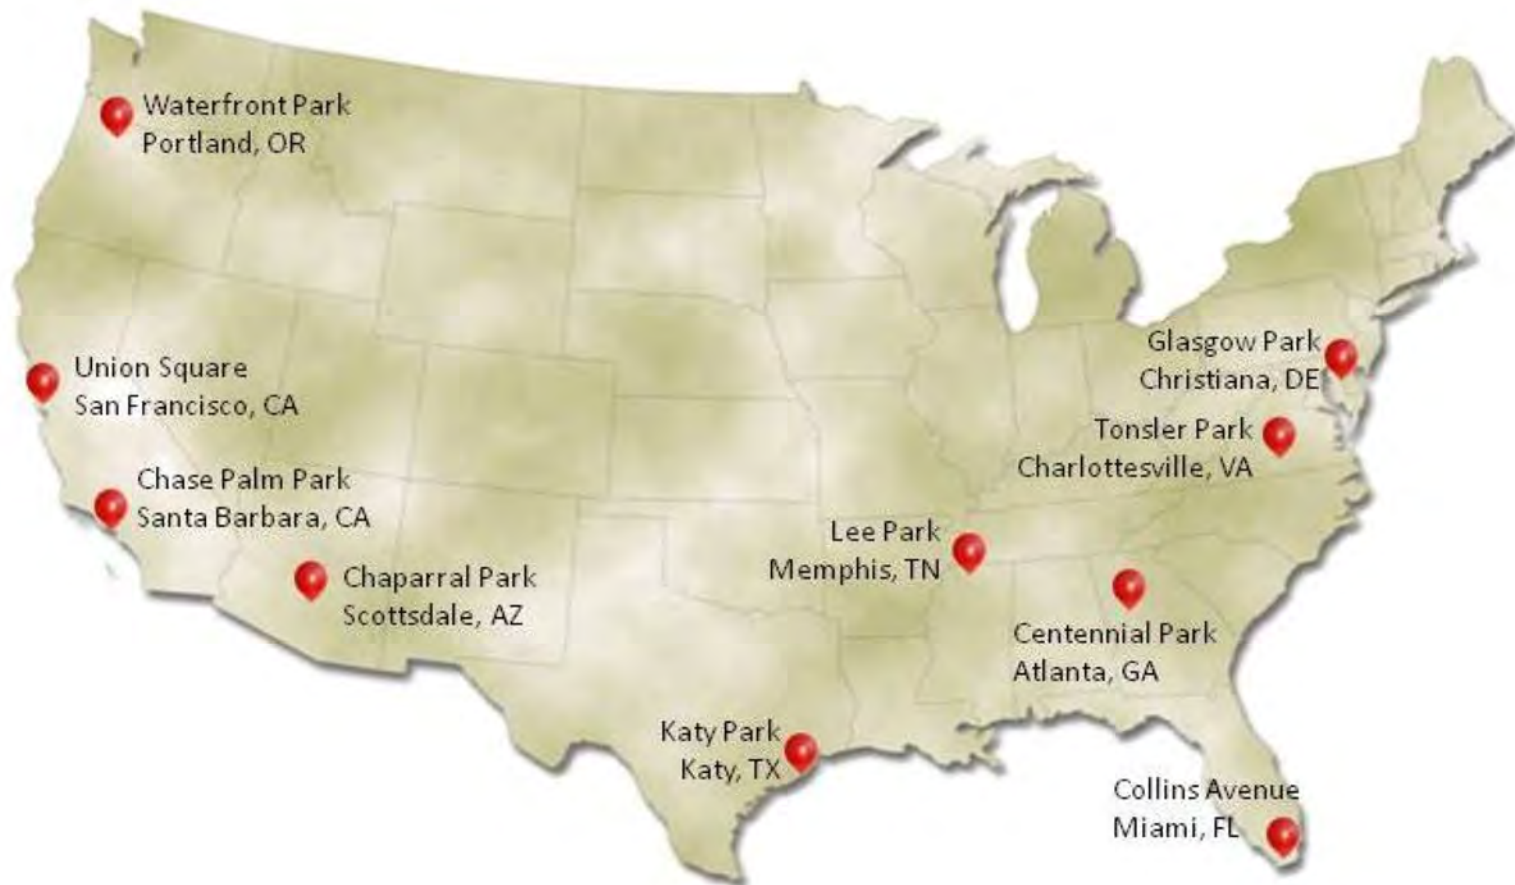 Waterfront Park
Portland, OR
Union Square
San Francisco, CA
Chase Palm Park
Santa Barbara, CA
Chaparral Park
Scottsdale, AZ
Glasgow Park
Christiana, DE
Tonsler Park
Charlottesville, VA
Lee Park
Memphis, TN
Centennial Park
Atlanta, GA
Katy Park
Katy, TX
Collins Avenue
Miami, FL